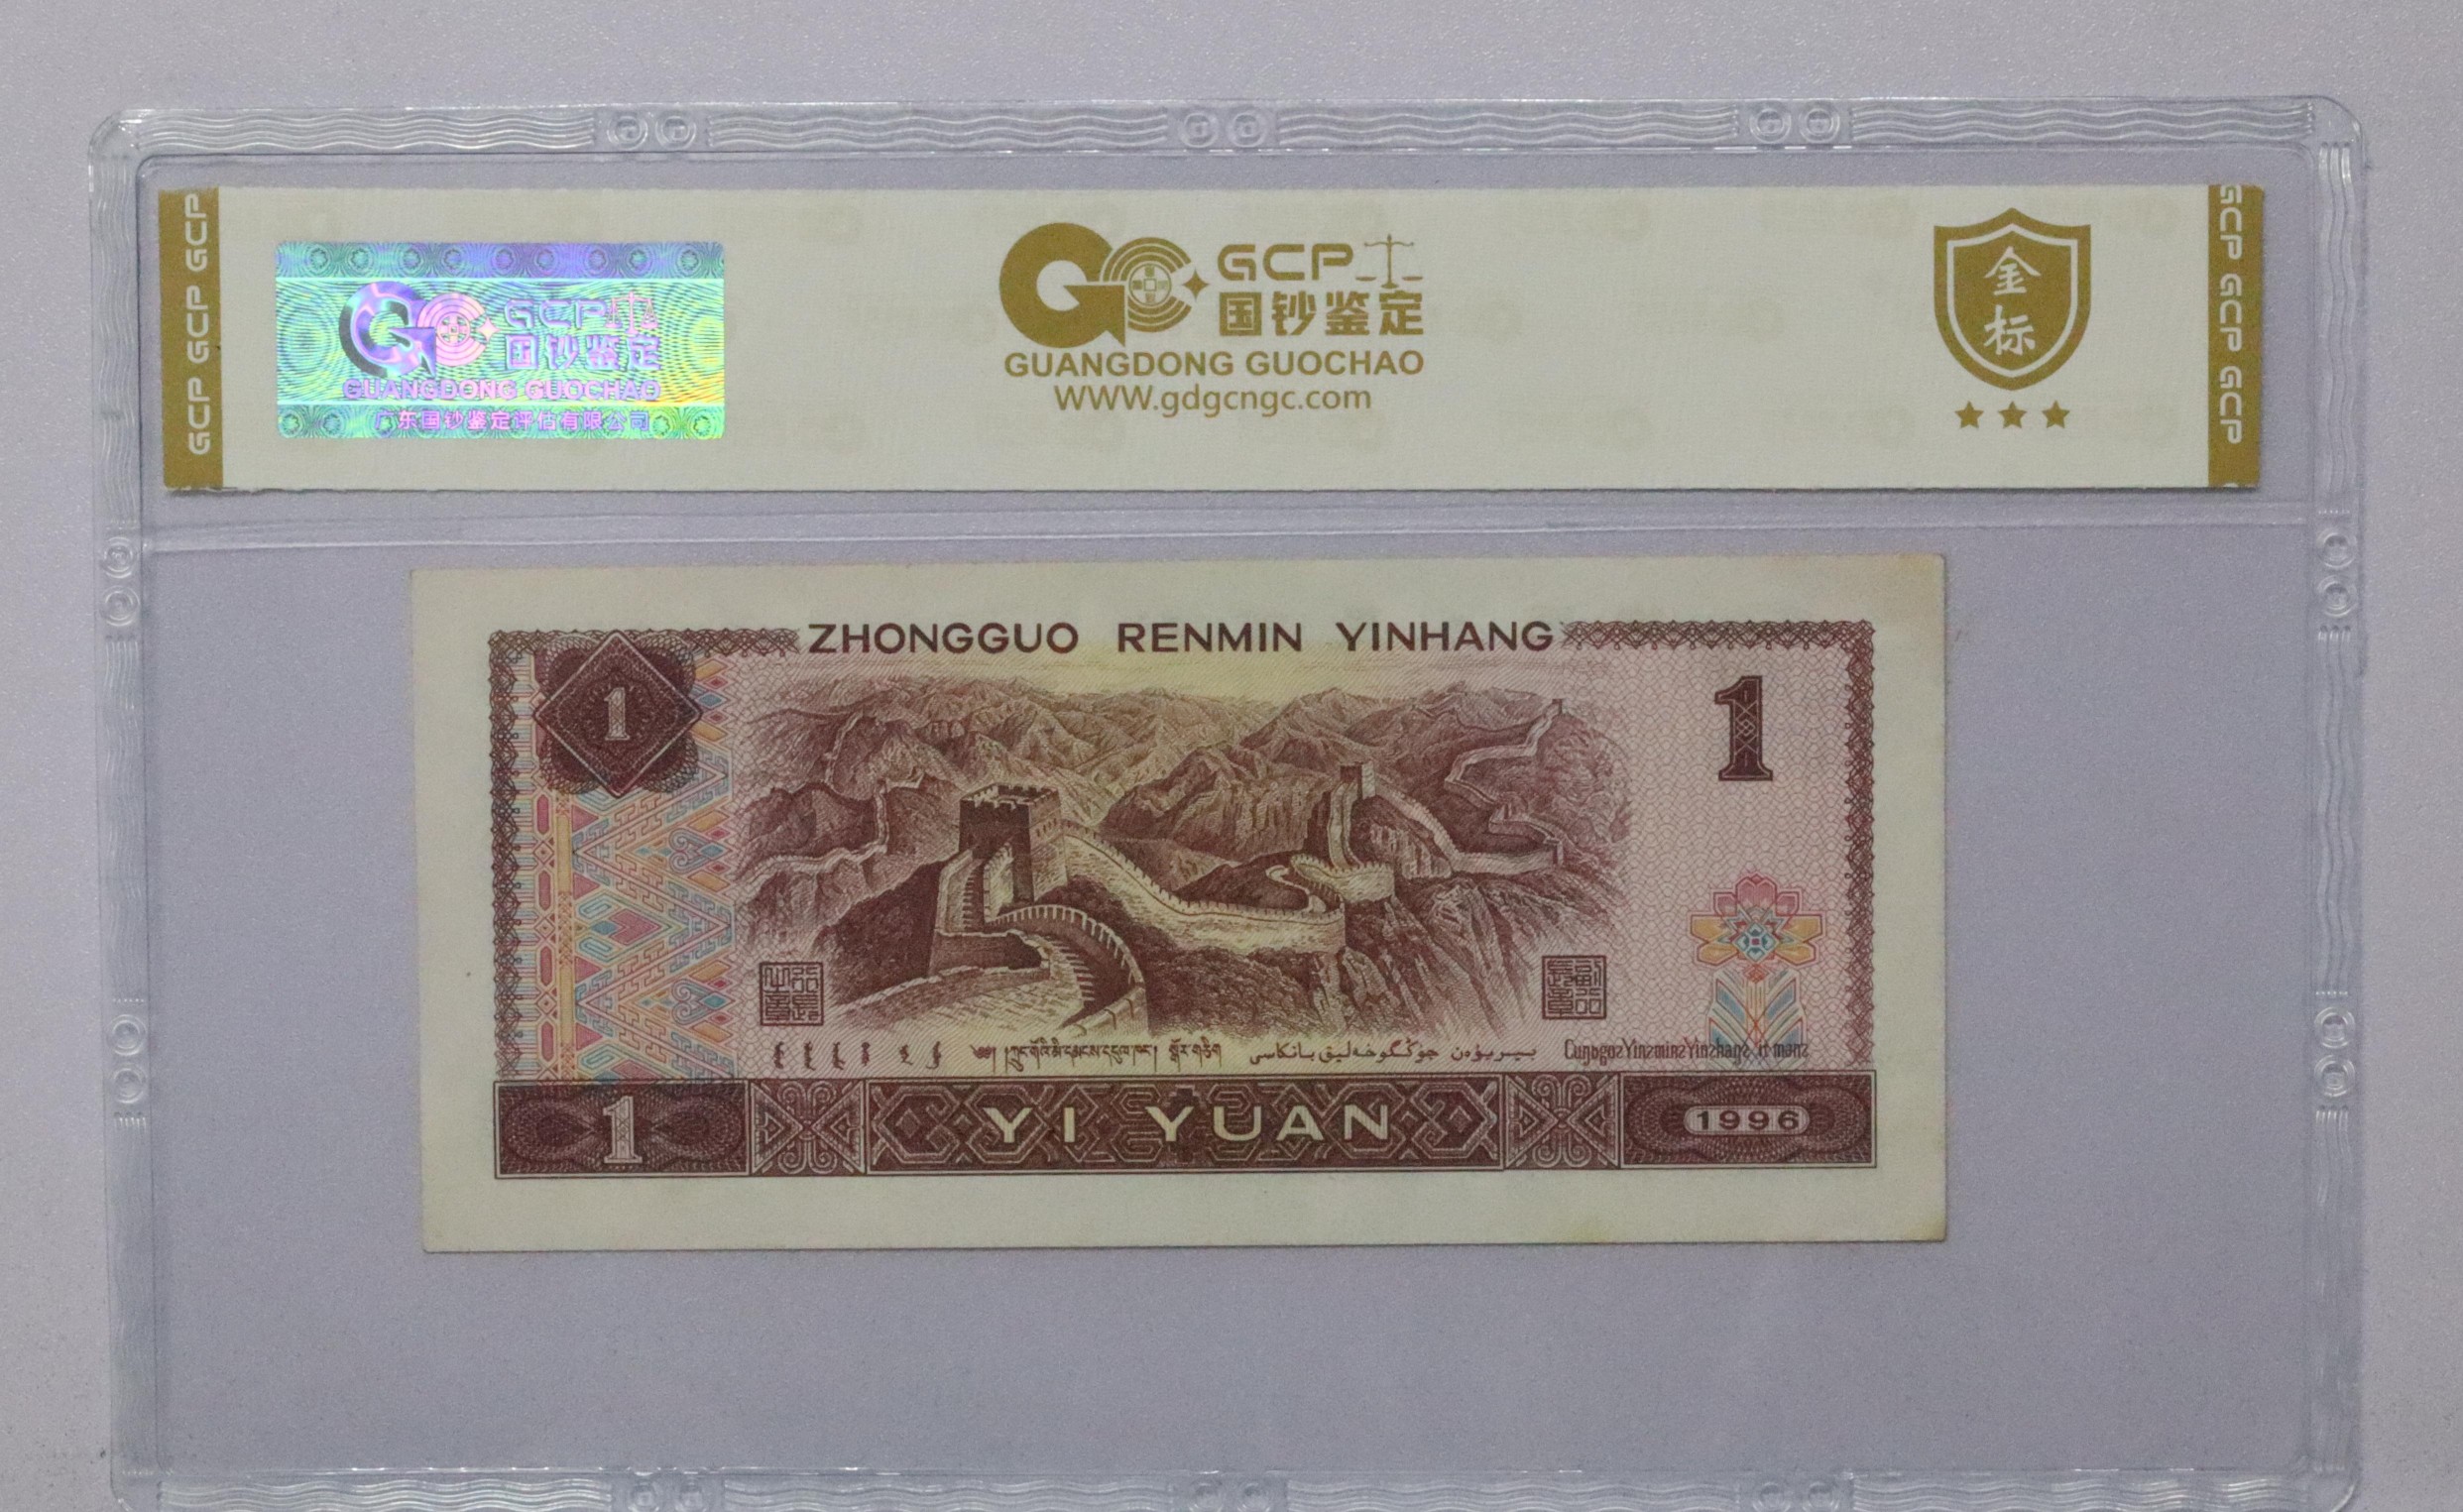 GCP GCP GCP
GCP
国钞鉴定
GUANGDONG GUOCHAO
广东国钞鉴定评估有限公司
GCP
国钞鉴定
GUANGDONG GUOCHAO
WWW.gdgcngc.com
金
标
GCP GCP GCP
ZHONGGUO RENMIN YINHANG
1
1
1
YI YUAN
1996